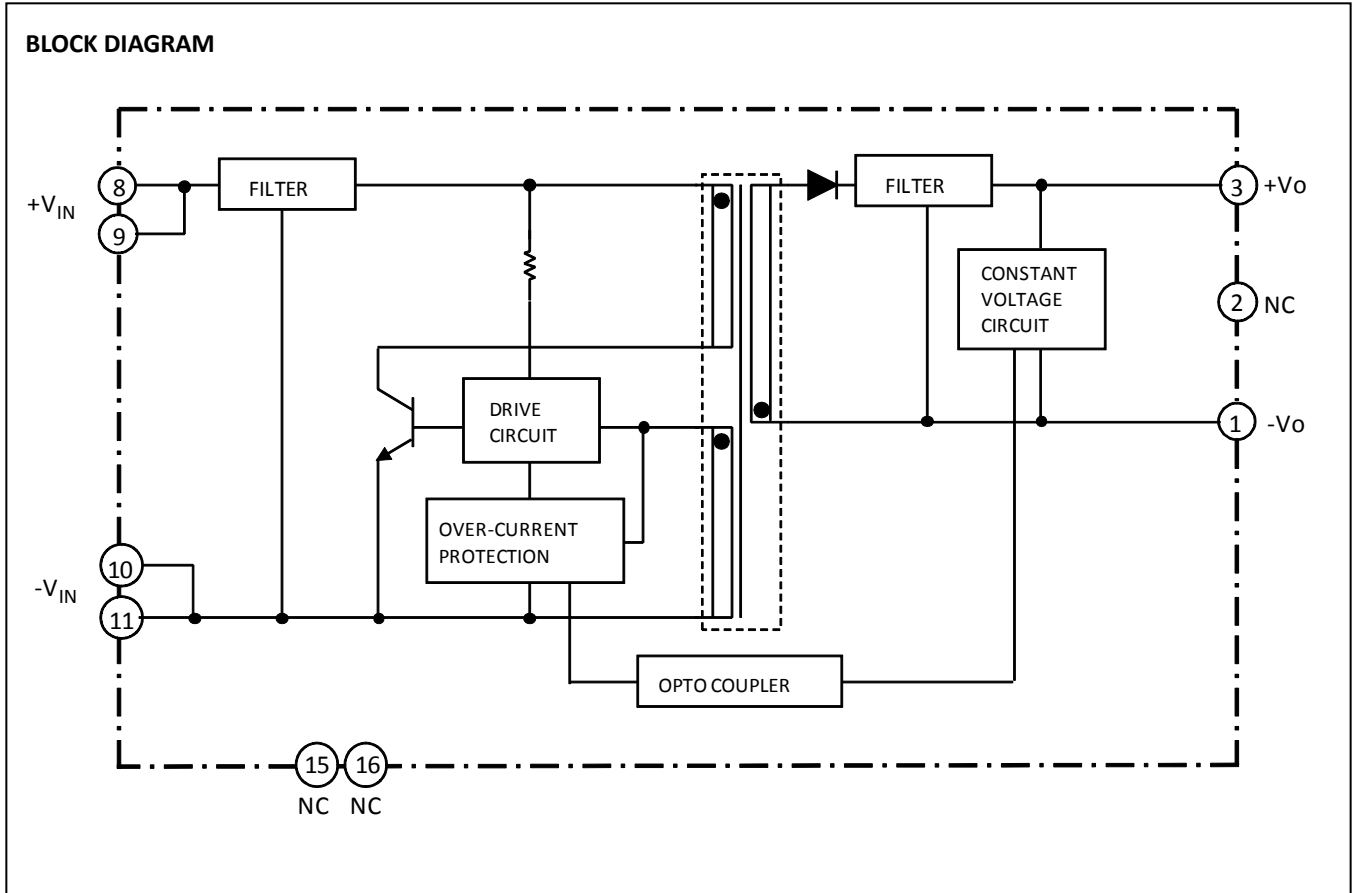 BLOCK DIAGRAM
8
+VIN
9
FILTER
FILTER
3
+Vo
CONSTANT
VOLTAGE
CIRCUIT
2
NC
DRIVE
CIRCUIT
1
-Vo
OVER-CURRENT
PROTECTION
10
-VIN
11
OPTO COUPLER
15
16
NC
NC